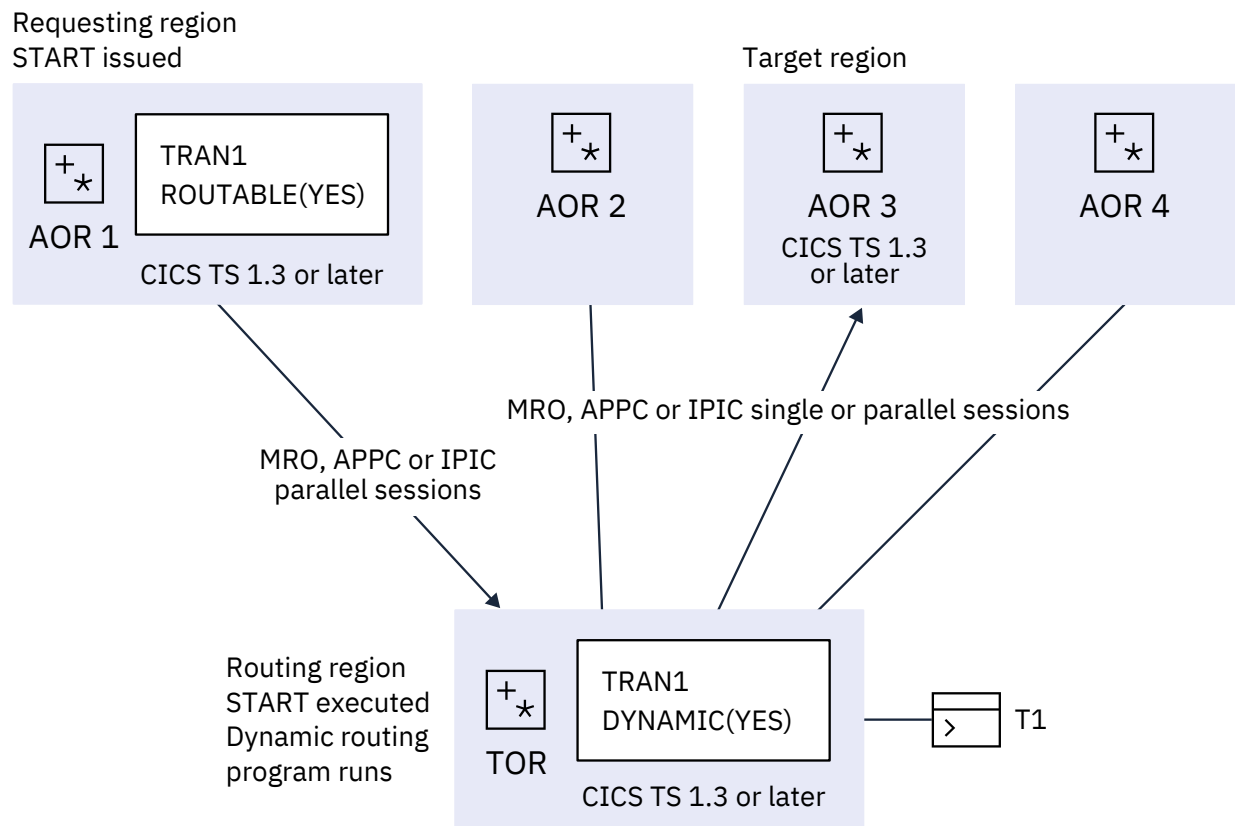 Requesting region
START issued
Target region
TRAN1
ROUTABLE(YES)
AOR 1
CICS TS 1.3 or later
AOR 2
AOR 3
CICS TS 1.3
or later
AOR 4
MRO, APPC or IPIC single or parallel sessions
MRO, APPC or IPIC
parallel sessions
Routing region
START executed
Dynamic routing
program runs
TOR
TRAN1
DYNAMIC(YES)
CICS TS 1.3 or later
T1